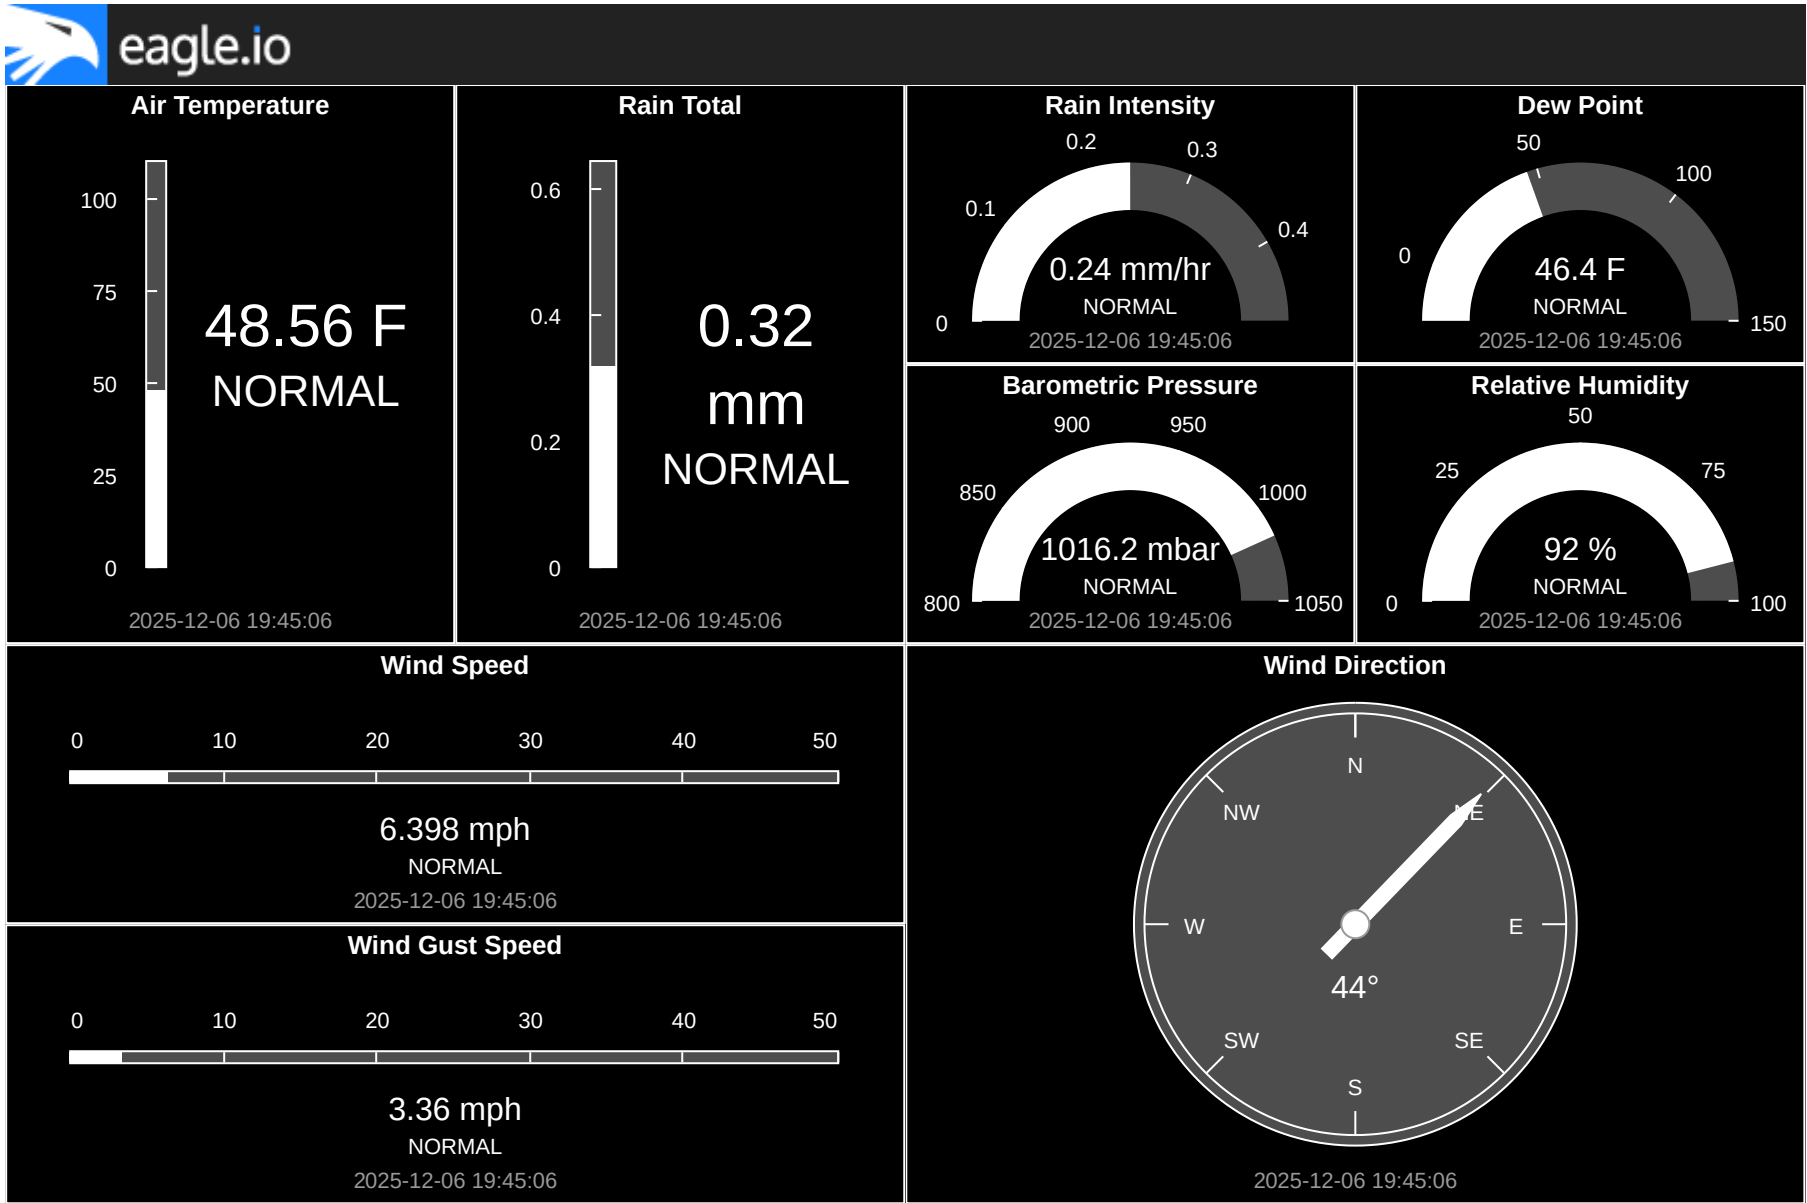 eagle.io
Air Temperature
100
75
50
25
0
48.56 F
NORMAL
2025-12-06 19:45:06
Rain Total
0.6
0.4
0.2
0
0.32
mm
NORMAL
2025-12-06 19:45:06
Rain Intensity
0
0.1
0.2
0.3
0.4
0.24 mm/hr
NORMAL
2025-12-06 19:45:06
Dew Point
0
50
100
150
46.4 F
NORMAL
2025-12-06 19:45:06
Barometric Pressure
800
850
900
950
1000
1050
1016.2 mbar
NORMAL
2025-12-06 19:45:06
Relative Humidity
0
25
50
75
100
92 %
NORMAL
2025-12-06 19:45:06
Wind Speed
0 10 20 30 40 50
6.398 mph
NORMAL
2025-12-06 19:45:06
Wind Gust Speed
0 10 20 30 40 50
3.36 mph
NORMAL
2025-12-06 19:45:06
Wind Direction
N
NW NE
W E
44°
SW SE
S
2025-12-06 19:45:06